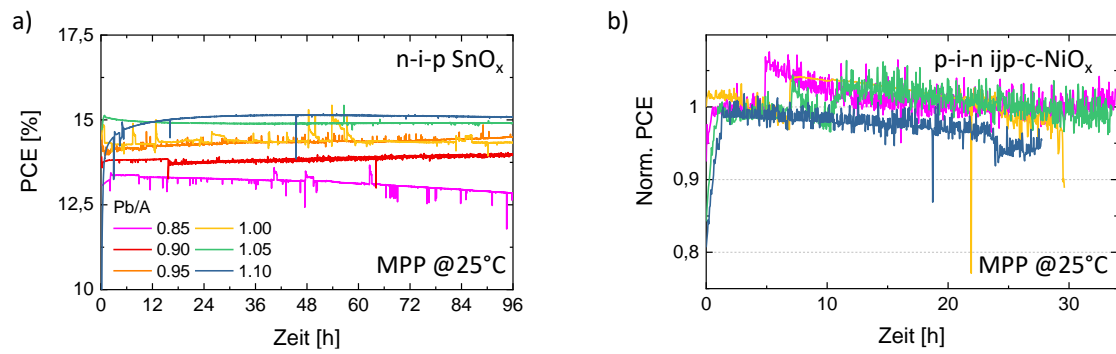 a)
n-i-p SnOx
PCE [%]
17,5
15
12,5
10
Pb/A
0.85
1.00
0.90
1.05
0.95
1.10
MPP @25°C
0 12 24 36 48 60 72 84 96
Zeit [h]
b)
p-i-n ijp-c-NiOx
Norm. PCE
1
0,9
0,8
MPP @25°C
0 10 20 30
Zeit [h]